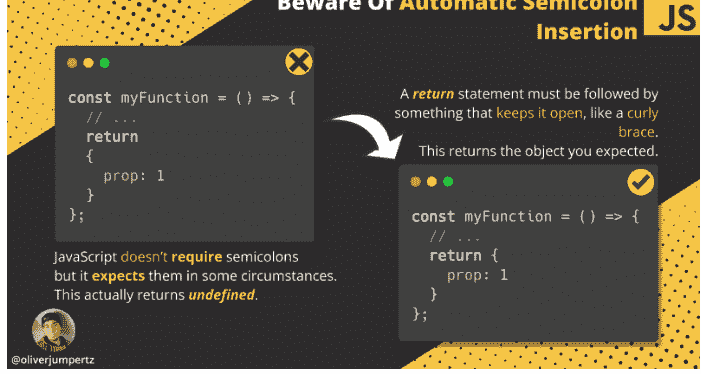 Beware Of Automatic Semicolon
Insertion
JS
const myFunction = () => {
// ...
return
{
prop: 1
}
};
JavaScript doesn't require semicolons
but it expects them in some circumstances.
This actually returns undefined.
A return statement must be followed by
something that keeps it open, like a curly
brace.
This returns the object you expected.
const myFunction = () => {
// ...
return {
prop: 1
}
};
@oliverjumpertz